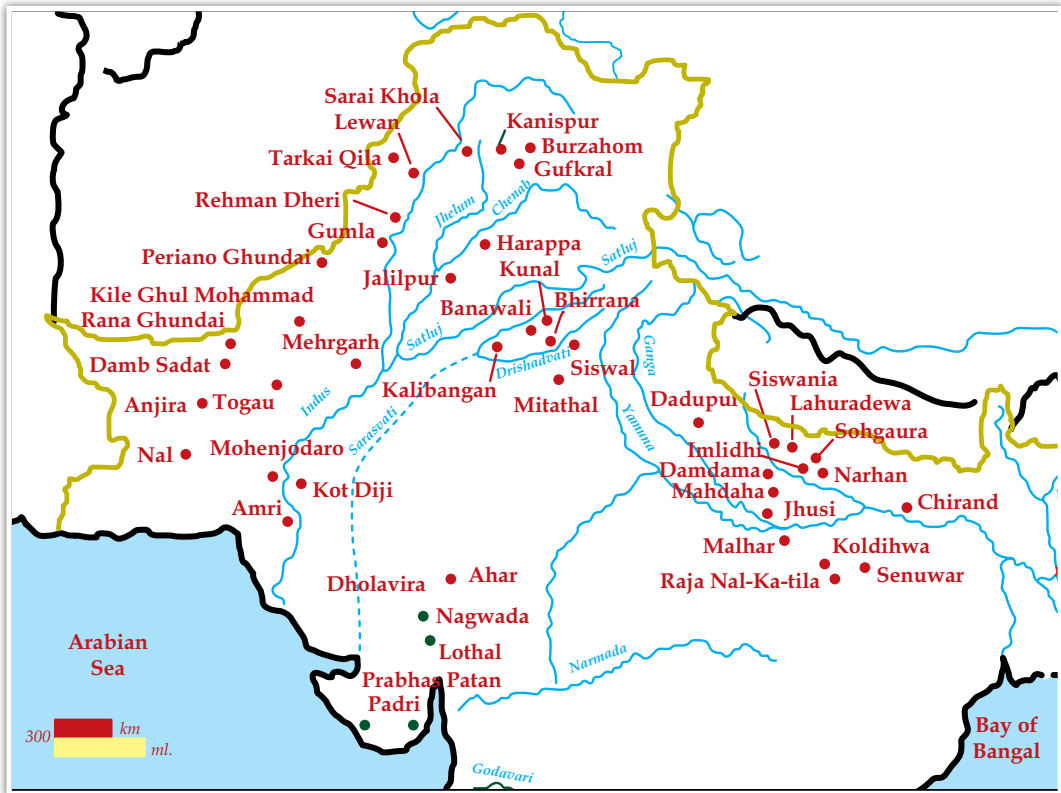 Sarai Khola
Lewan
Kanispur
Burzahom
Tarkai Qila
Gufkral
Rehman Dheri
Jhelum
Chenab
Gumla
Harappa
Periano Ghundai
Kunal
Satluj
Jalilpur
Kile Ghul Mohammad
Banawali
Bhirrana
Rana Ghundai
Mehrgarh
Satluj
Ganga
Damb Sadat
Drishadvati
Siswal
Siswania
Kalibangan
Anjira
Togau
Indus
Mitathal
Dadupur
Lahuradewa
Sarasvati
Yamuna
Sohgaura
Nal
Mohenjodaro
Imlidhi
Damdama
Narhan
Kot Diji
Mahdaha
Amri
Jhusi
Chirand
Malhar
Koldihwa
Dholavira
Ahar
Raja Nal-Ka-tila
Senuwar
Nagwada
Arabian
Sea
Lothal
Narmada
Prabhas Patan
Padri
300
km
ml.
Bay of
Bangal
Godavari